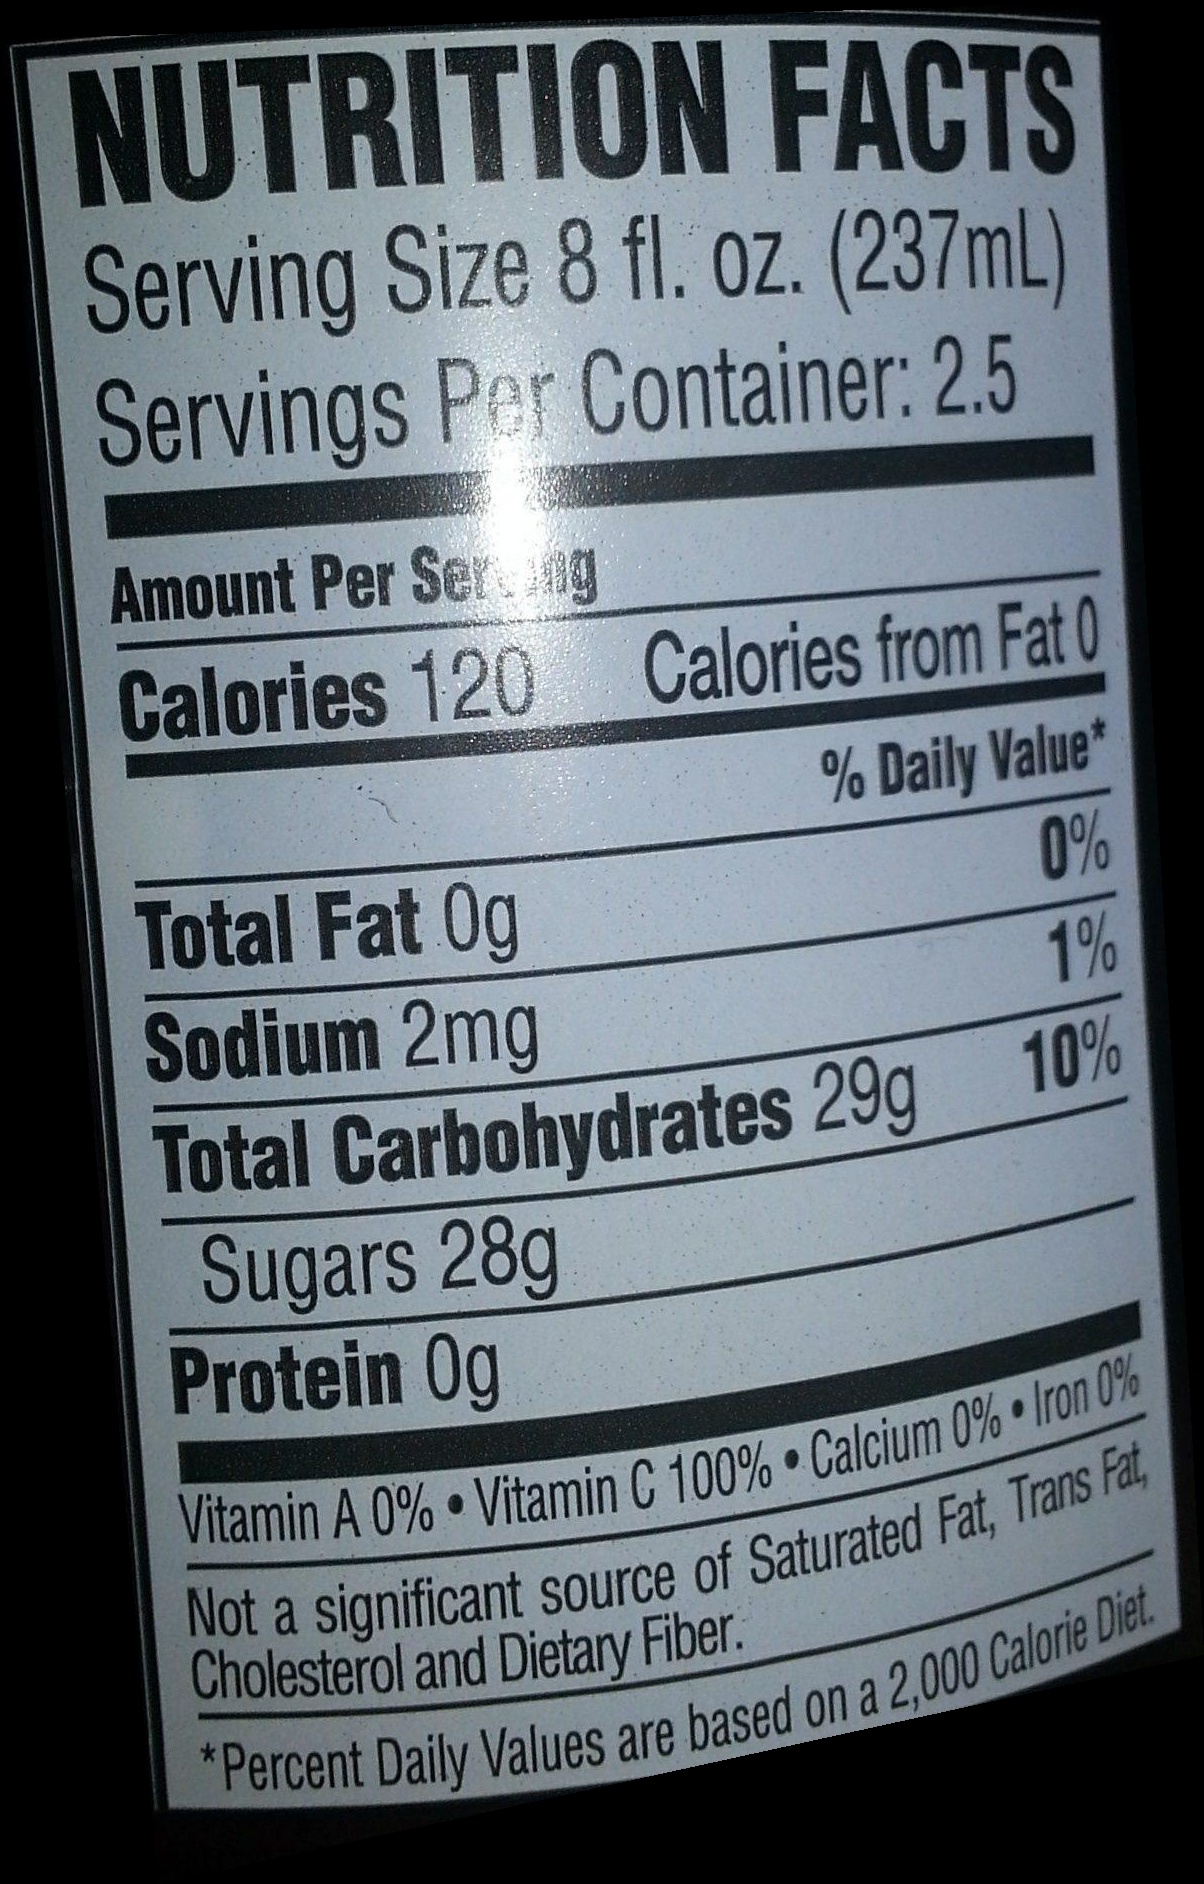 NUTRITION FACTS
Serving Size 8 fl. oz. (237mL)
Servings Per Container: 2.5
Amount Per Serving
Calories 120 Calories from Fat 0
% Daily Value*
Total Fat 0g 0%
Sodium 2mg 1%
Total Carbohydrates 29g 10%
Sugars 28g
Protein 0g
Vitamin A 0% • Vitamin C 100% • Calcium 0% • Iron 0%
Not a significant source of Saturated Fat, Trans Fat,
Cholesterol and Dietary Fiber.
*Percent Daily Values are based on a 2,000 Calorie Diet.